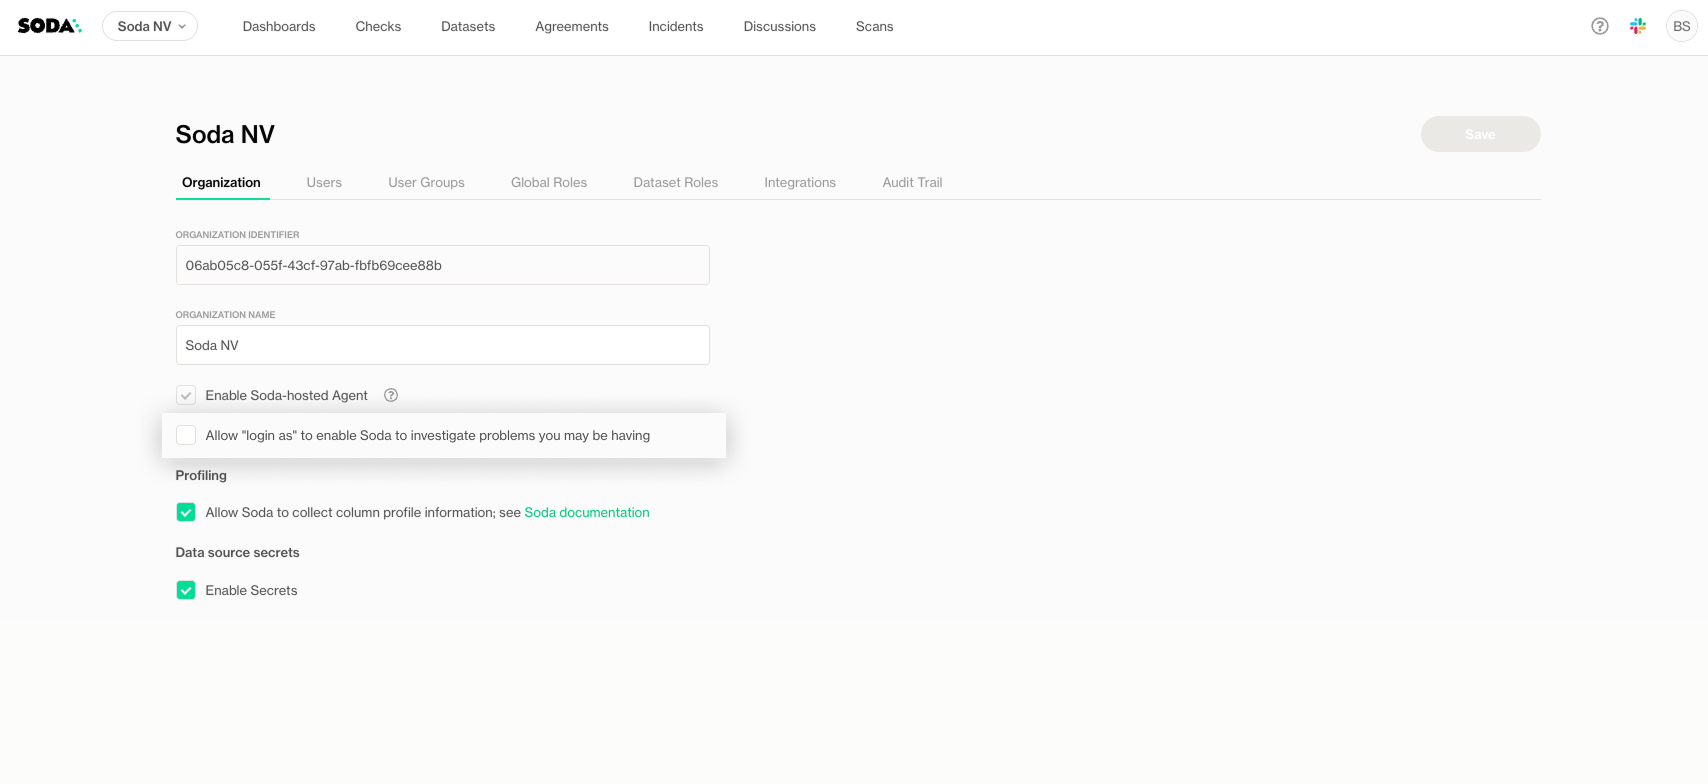 SODA
Soda NV
Dashboards
Checks
Datasets
Agreements
Incidents
Discussions
Scans
BS
Soda NV
Save
Organization
Users
User Groups
Global Roles
Dataset Roles
Integrations
Audit Trail
ORGANIZATION IDENTIFIER
06ab05c8-055f-43cf-97ab-fbfb69cee88b
ORGANIZATION NAME
Soda NV
Enable Soda-hosted Agent
Allow "login as" to enable Soda to investigate problems you may be having
Profiling
Allow Soda to collect column profile information; see Soda documentation
Data source secrets
Enable Secrets